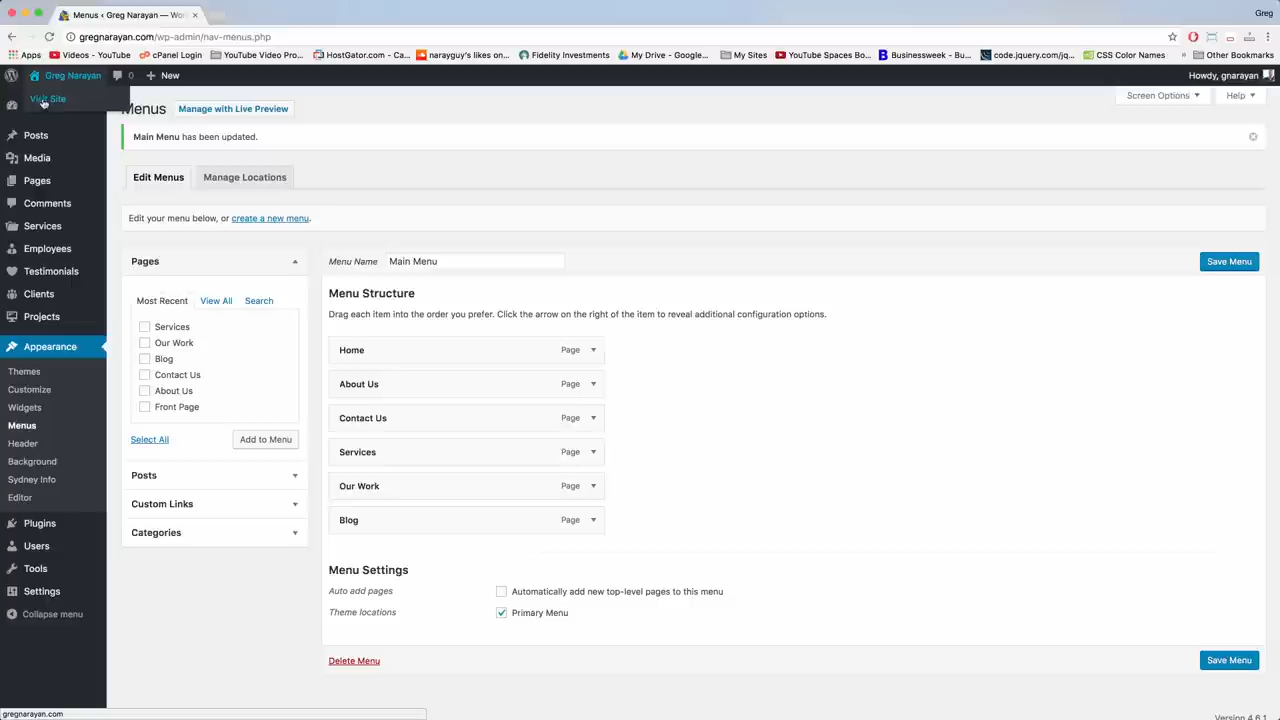 Menus ‹ Greg Narayan — Wor
Greg
gregnarayan.com/wp-admin/nav-menus.php
Apps Videos - YouTube cPanel Login YouTube Video Pro... HostGator.com - Ca... narayguy's likes on... Fidelity Investments My Drive - Google... My Sites YouTube Spaces Bo... Businessweek - Bu... code.jquery.com/jq... CSS Color Names Other Bookmarks
Greg Narayan 0 New Howdy, gnarayan
Visit Site
Menus Manage with Live Preview Screen Options Help
Main Menu has been updated.
Posts
Media
Pages
Comments
Services
Employees
Testimonials
Clients
Projects
Appearance
Themes
Customize
Widgets
Menus
Header
Background
Sydney Info
Editor
Plugins
Users
Tools
Settings
Collapse menu
Edit Menus Manage Locations
Edit your menu below, or create a new menu.
Pages
Most Recent View All Search
Services
Our Work
Blog
Contact Us
About Us
Front Page
Select All Add to Menu
Posts
Custom Links
Categories
Menu Name Main Menu Save Menu
Menu Structure
Drag each item into the order you prefer. Click the arrow on the right of the item to reveal additional configuration options.
Home Page
About Us Page
Contact Us Page
Services Page
Our Work Page
Blog Page
Menu Settings
Auto add pages Automatically add new top-level pages to this menu
Theme locations Primary Menu
Delete Menu Save Menu
gregnarayan.com
Version 4.6.1